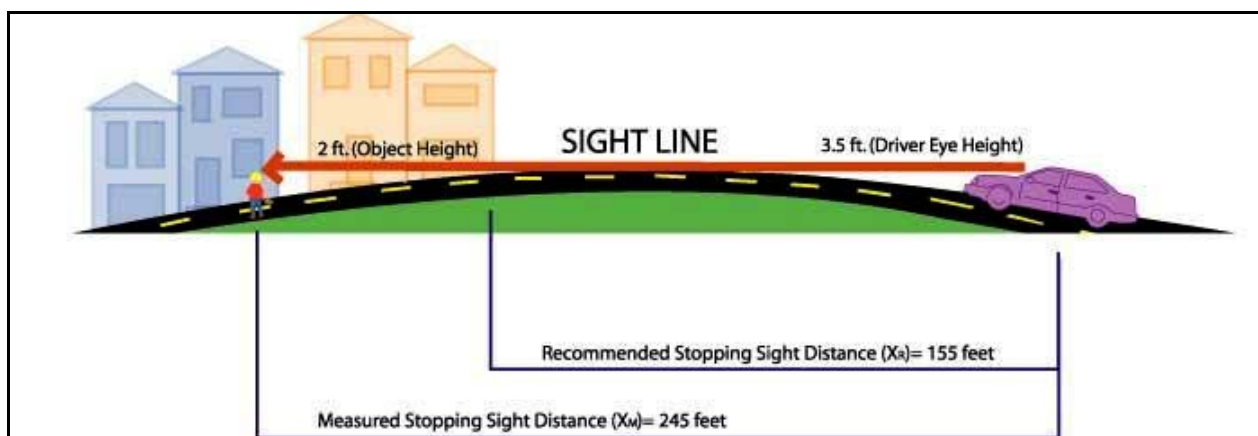 SIGHT LINE
2 ft. (Object Height)
3.5 ft. (Driver Eye Height)
Recommended Stopping Sight Distance (XR)= 155 feet
Measured Stopping Sight Distance (XM)= 245 feet